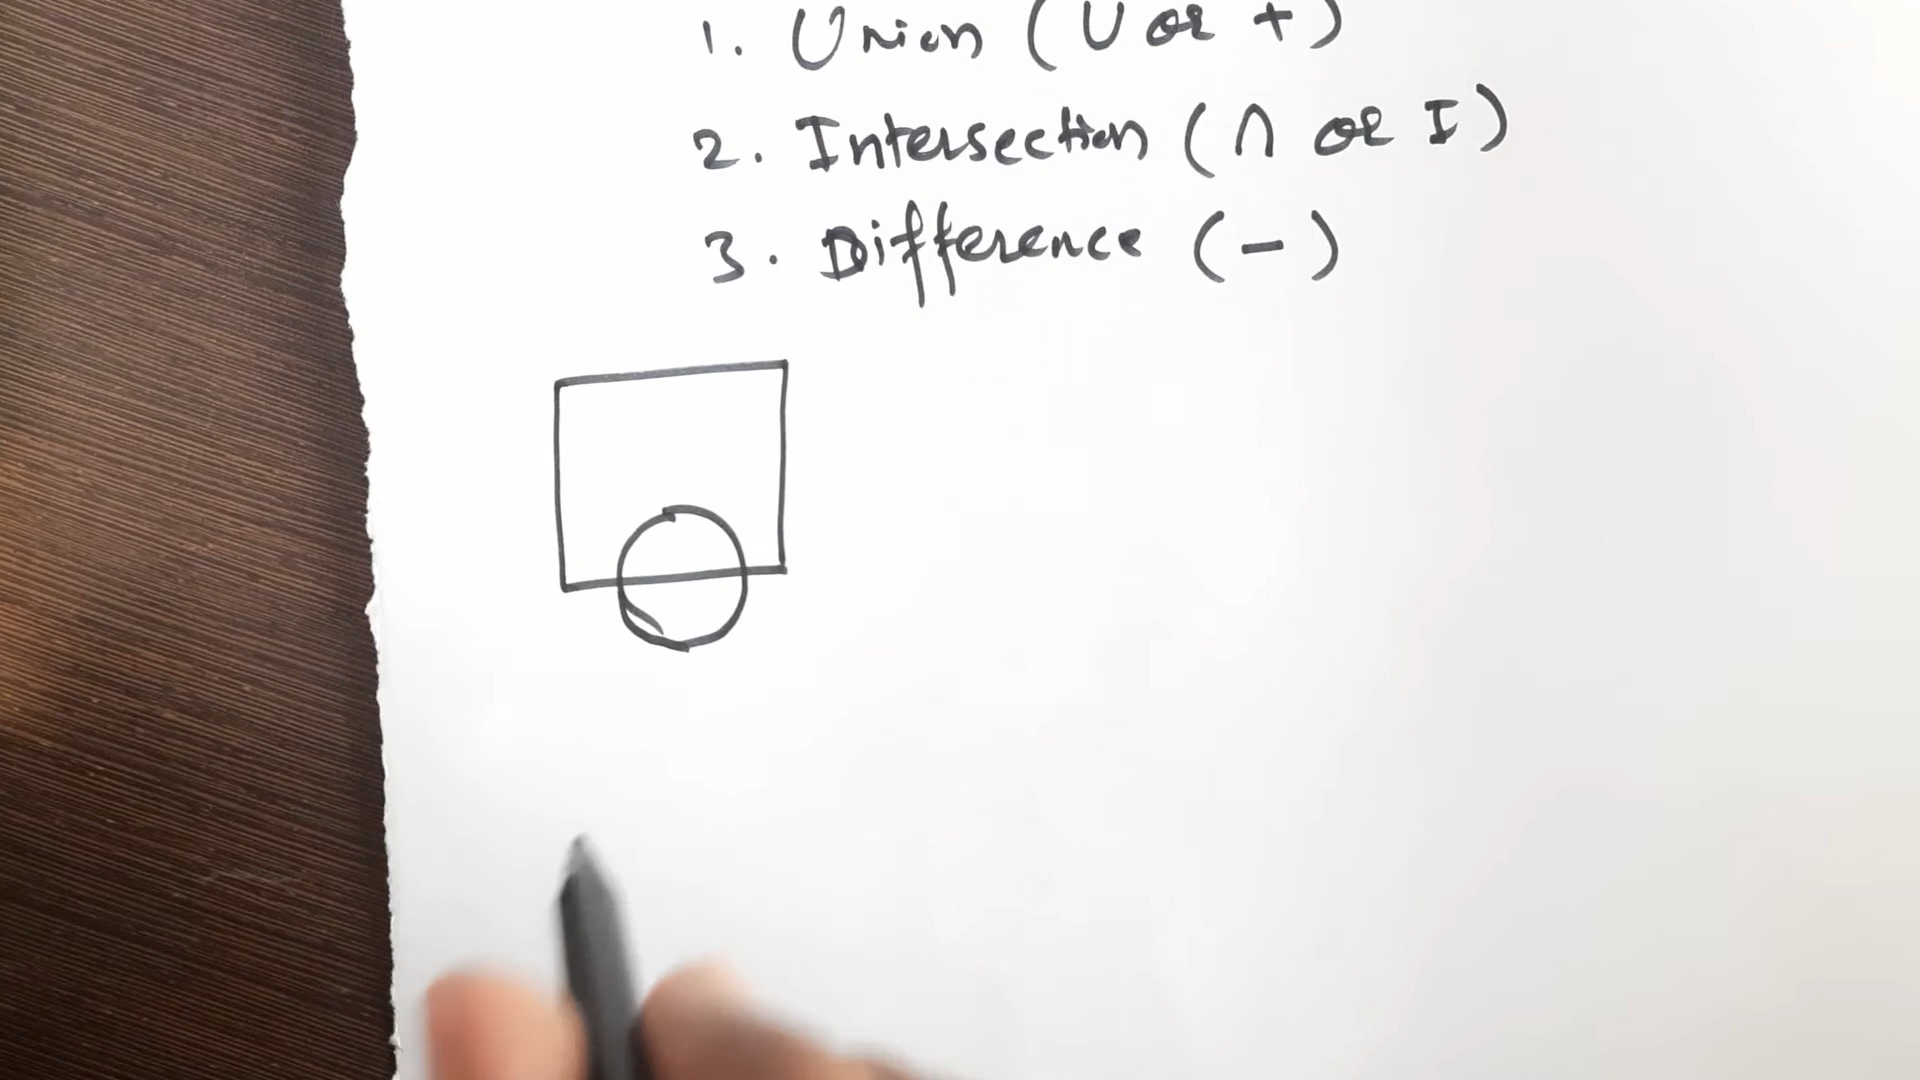 1. Union (∪ or +)
2. Intersection (∩ or I)
3. Difference (-)